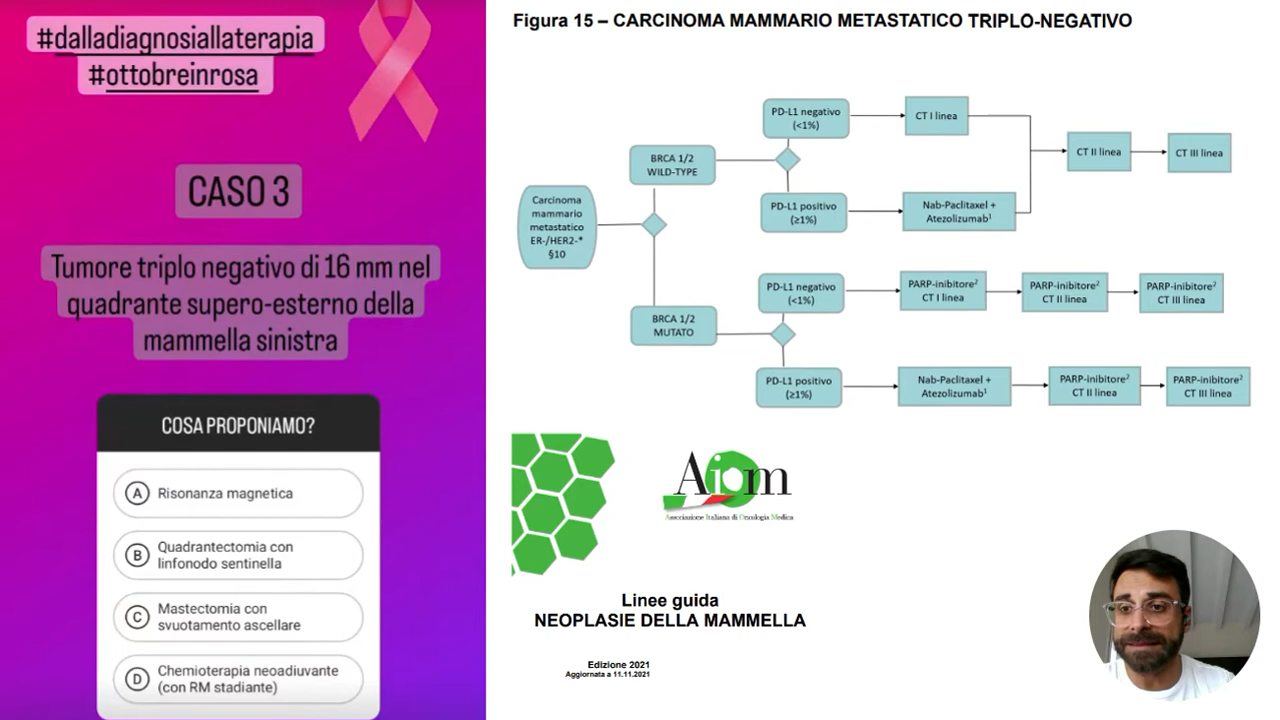 #dalladiagnosiallaterapia
#ottobreinrosa
CASO 3
Tumore triplo negativo di 16 mm nel
quadrante supero-esterno della
mammella sinistra
COSA PROPONIAMO?
A Risonanza magnetica
B Quadrantectomia con
linfonodo sentinella
C Mastectomia con
svuotamento ascellare
D Chemioterapia neoadiuvante
(con RM stadiante)
Figura 15 – CARCINOMA MAMMARIO METASTATICO TRIPLO-NEGATIVO
Carcinoma
mammario
metastatico
ER-/HER2-*
§10
BRCA 1/2
WILD-TYPE
PD-L1 negativo
(<1%)
CT I linea
PD-L1 positivo
(≥1%)
Nab-Paclitaxel +
Atezolizumab¹
CT II linea
CT III linea
BRCA 1/2
MUTATO
PD-L1 negativo
(<1%)
PARP-inibitore²
CT I linea
PARP-inibitore²
CT II linea
PARP-inibitore²
CT III linea
PD-L1 positivo
(≥1%)
Nab-Paclitaxel +
Atezolizumab¹
PARP-inibitore²
CT II linea
PARP-inibitore²
CT III linea
Aiom
Associazione Italiana di Oncologia Medica
Linee guida
NEOPLASIE DELLA MAMMELLA
Edizione 2021
Aggiornata a 11.11.2021